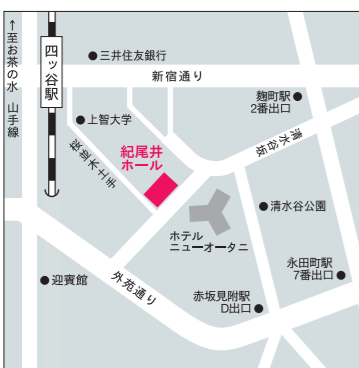 ↑至お茶の水 山手線
四ッ谷駅
三井住友銀行
新宿通り
麹町駅
2番出口
上智大学
清水谷坂
紀尾井
ホール
桜並木土手
ホテル
ニューオータニ
清水谷公園
永田町駅
7番出口
迎賓館
外苑通り
赤坂見附駅
D出口